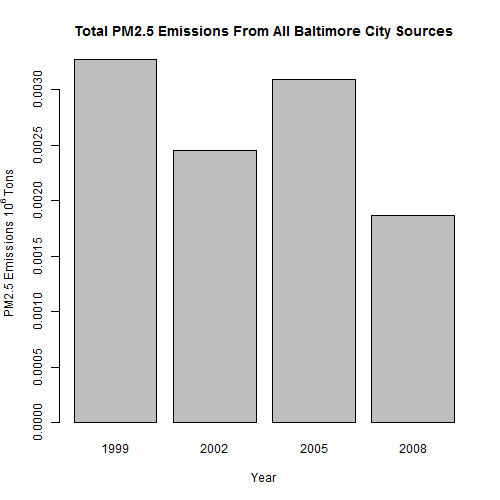 Total PM2.5 Emissions From All Baltimore City Sources
PM2.5 Emissions 10^6 Tons
0.0030
0.0025
0.0020
0.0015
0.0010
0.0005
0.0000
1999 2002 2005 2008
Year